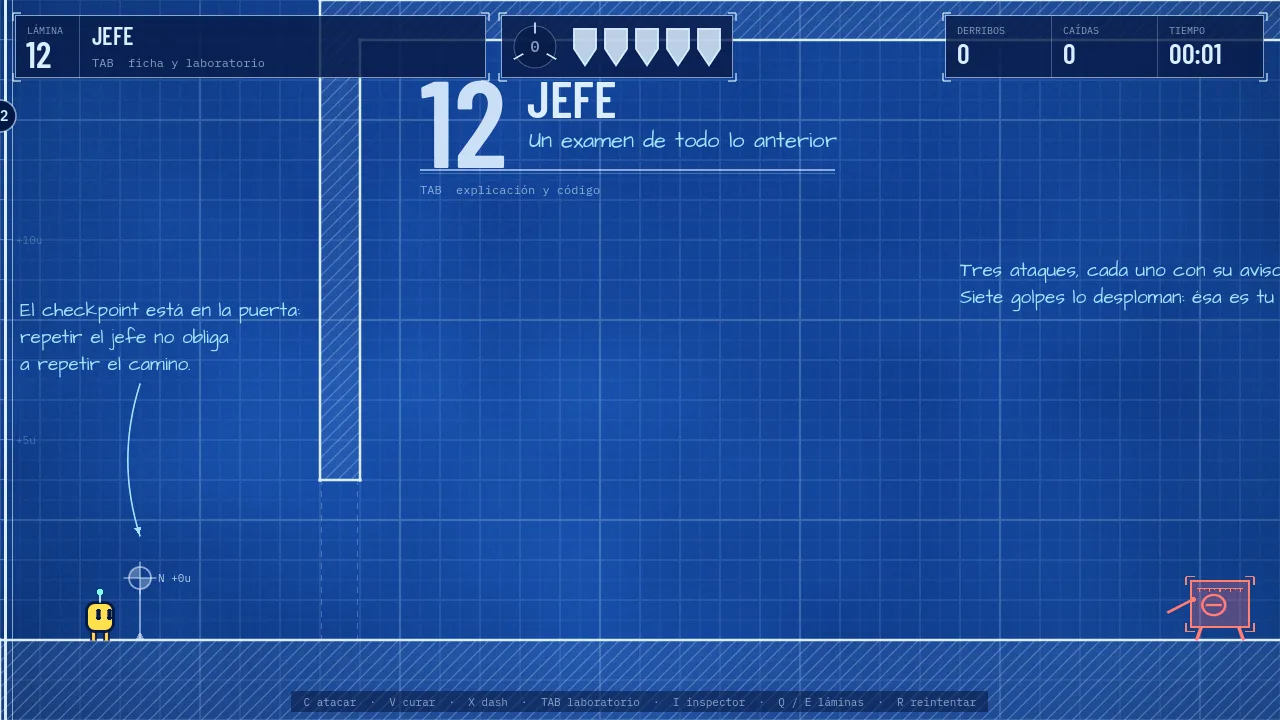 LÁMINA
12
JEFE
TAB ficha y laboratorio
0
DERRIBOS
0
CAÍDAS
0
TIEMPO
00:01
2
12
JEFE
Un examen de todo lo anterior
TAB explicación y código
+10u
Tres ataques, cada uno con su aviso
Siete golpes lo desploman: ésa es tu
El checkpoint está en la puerta:
repetir el jefe no obliga
a repetir el camino.
+5u
N +0u
C atacar · V curar · X dash · TAB laboratorio · I inspector · Q / E láminas · R reintentar